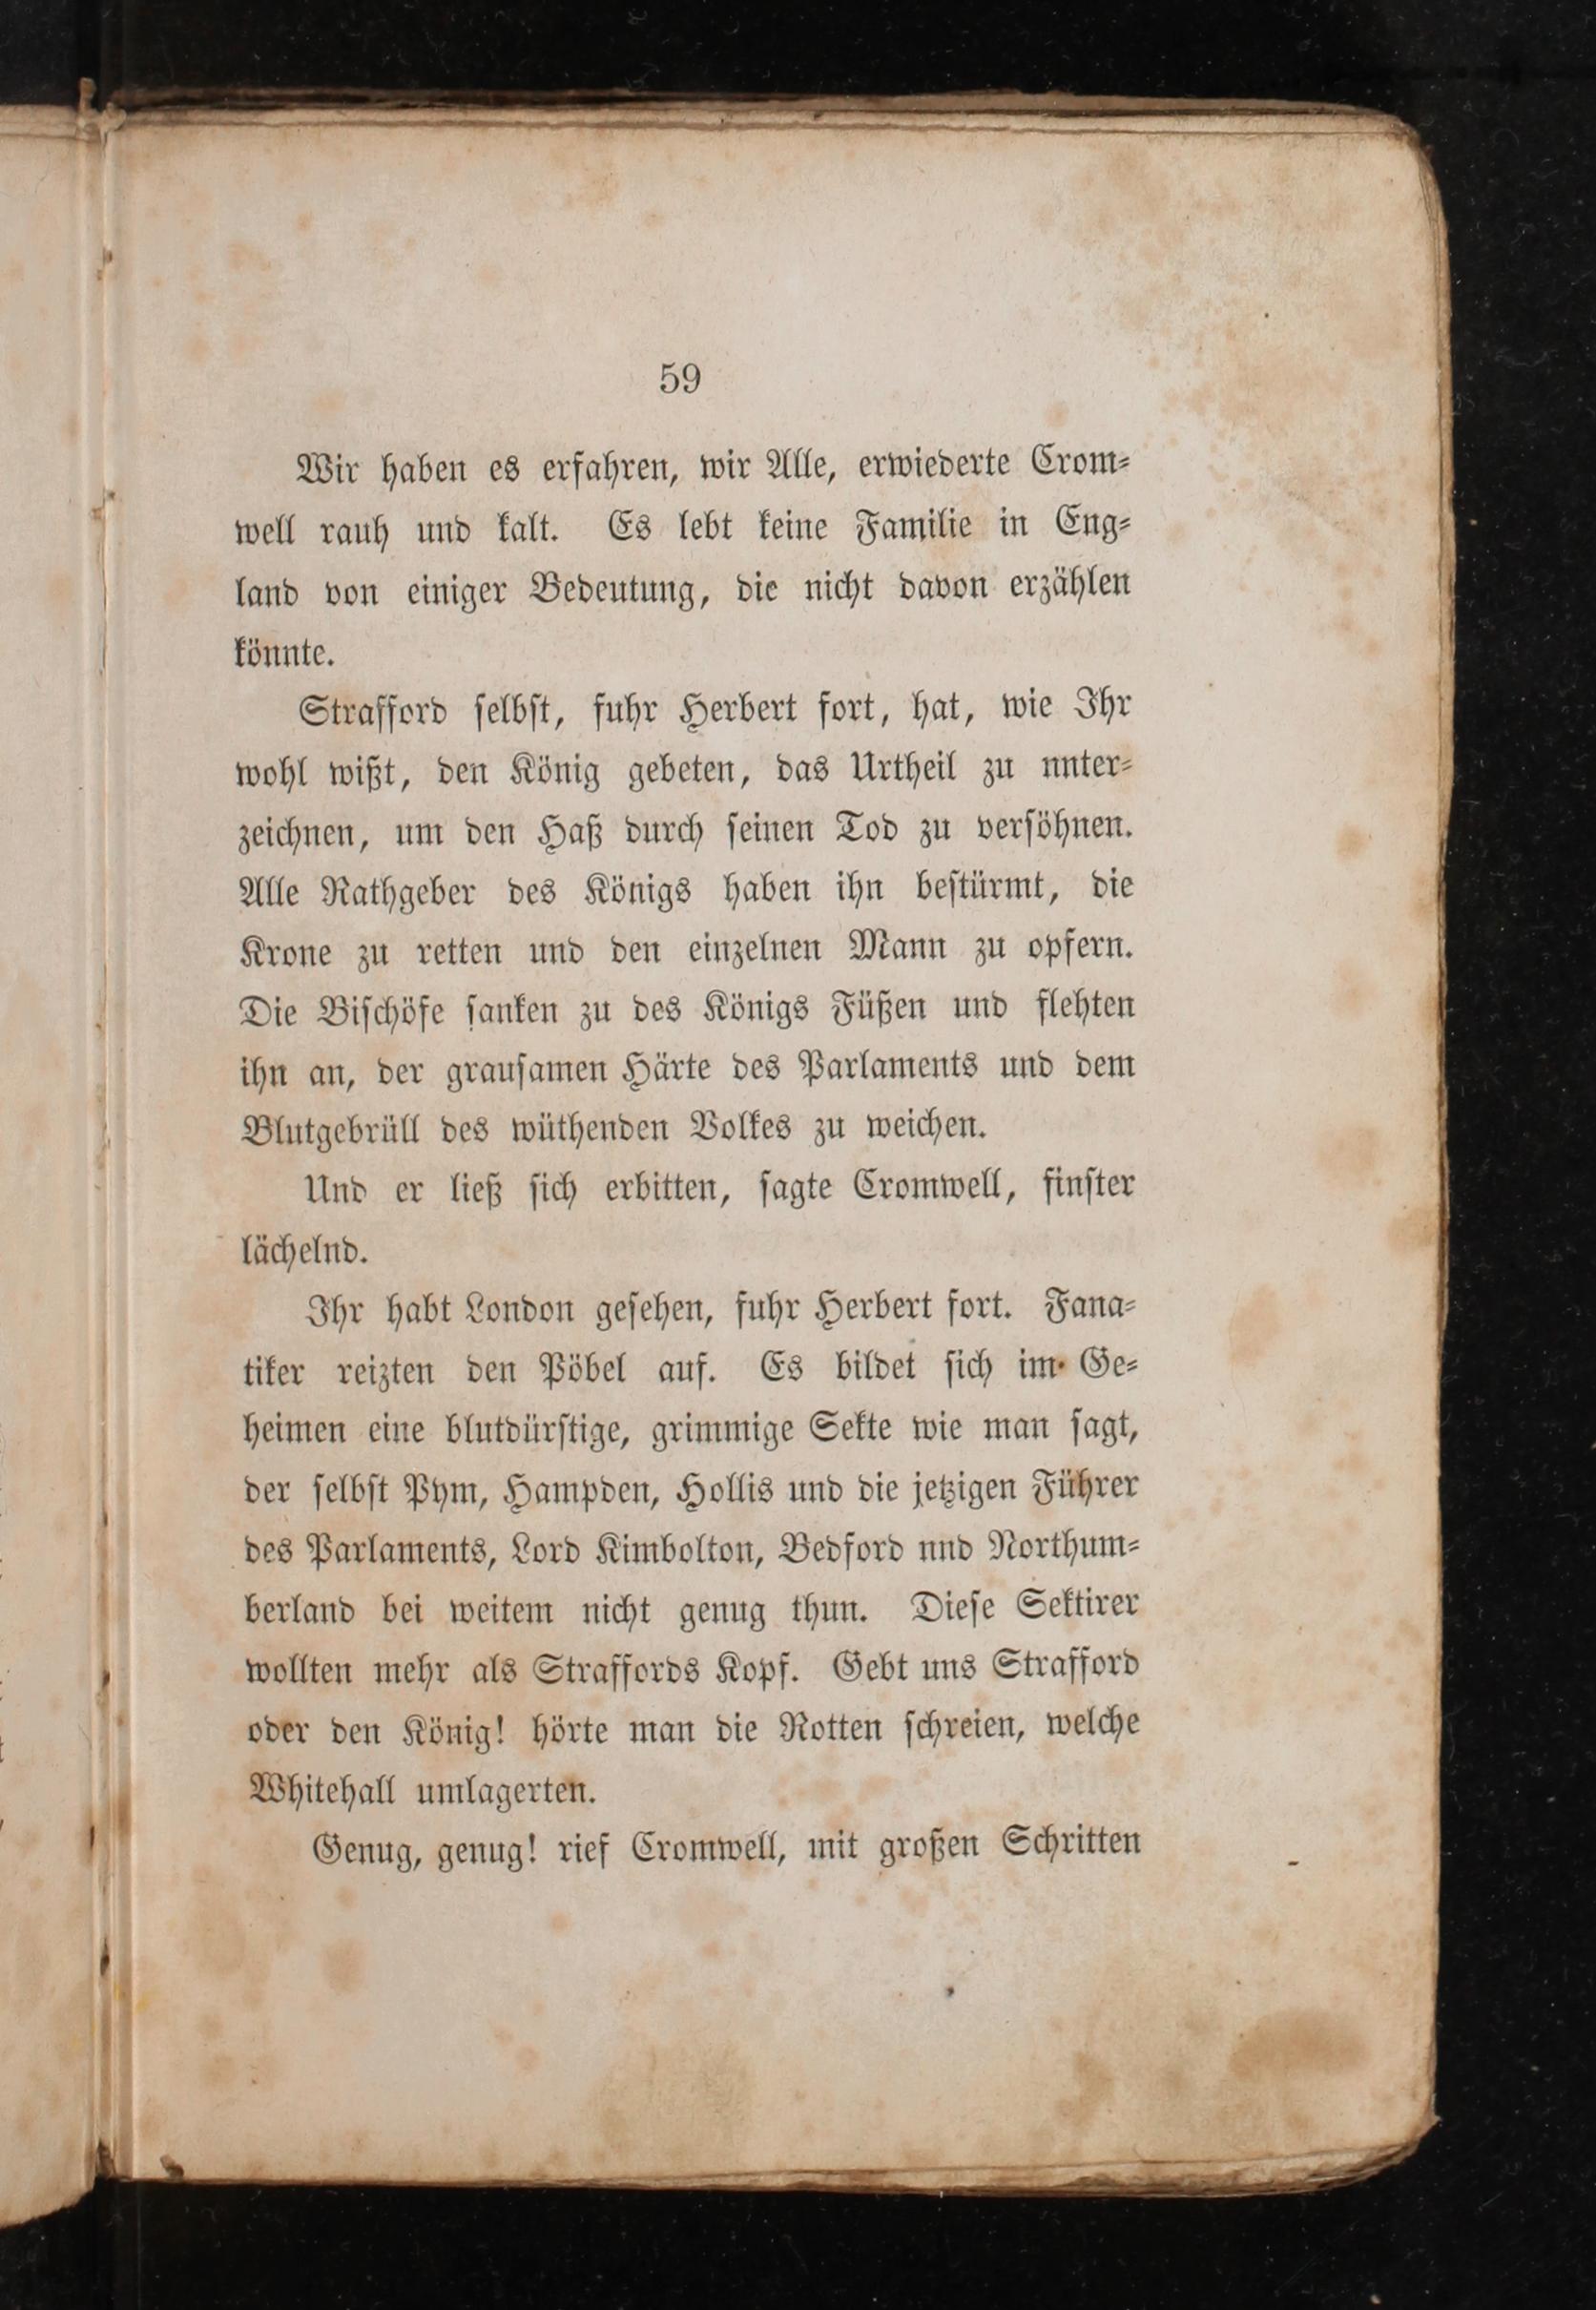 59
Wir haben es erfahren, wir Alle, erwiederte Crom-
well rauh und kalt. Es lebt keine Familie in Eng-
land von einiger Bedeutung, die nicht davon erzählen
könnte.
Strafford selbst, fuhr Herbert fort, hat, wie Ihr
wohl wißt, den König gebeten, das Urtheil zu nnter-
zeichnen, um den Haß durch seinen Tod zu versöhnen.
Alle Rathgeber des Königs haben ihn bestürmt, die
Krone zu retten und den einzelnen Mann zu opfern.
Die Bischöfe sanken zu des Königs Füßen und flehten
ihn an, der grausamen Härte des Parlaments und dem
Blutgebrüll des wüthenden Volkes zu weichen.
Und er ließ sich erbitten, sagte Cromwell, finster
lächelnd.
Ihr habt London gesehen, fuhr Herbert fort. Fana-
tiker reizten den Pöbel auf. Es bildet sich im Ge-
heimen eine blutdürstige, grimmige Sekte wie man sagt,
der selbst Pym, Hampden, Hollis und die jetzigen Führer
des Parlaments, Lord Kimbolton, Bedford nnd Northum-
berland bei weitem nicht genug thun. Diese Sektirer
wollten mehr als Straffords Kopf. Gebt uns Strafford
oder den König! hörte man die Rotten schreien, welche
Whitehall umlagerten.
Genug, genug! rief Cromwell, mit großen Schritten